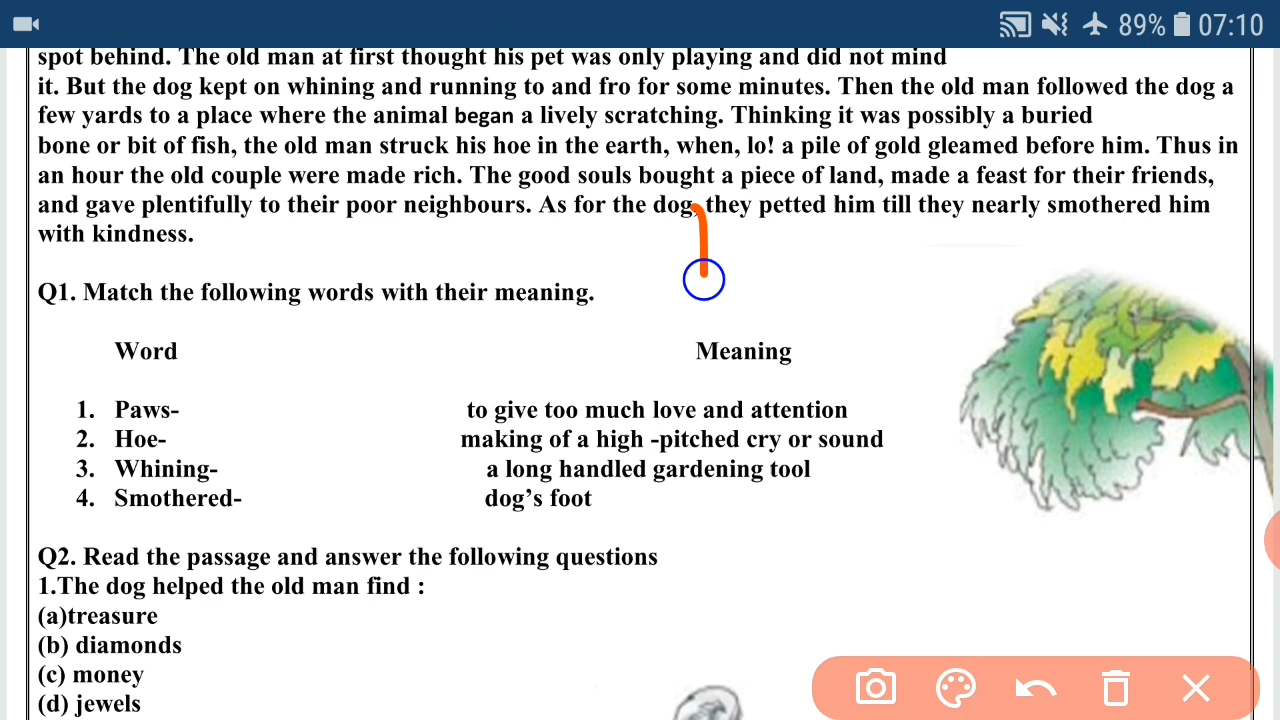 89% 07:10
spot behind. The old man at first thought his pet was only playing and did not mind
it. But the dog kept on whining and running to and fro for some minutes. Then the old man followed the dog a
few yards to a place where the animal began a lively scratching. Thinking it was possibly a buried
bone or bit of fish, the old man struck his hoe in the earth, when, lo! a pile of gold gleamed before him. Thus in
an hour the old couple were made rich. The good souls bought a piece of land, made a feast for their friends,
and gave plentifully to their poor neighbours. As for the dog, they petted him till they nearly smothered him
with kindness.
Q1. Match the following words with their meaning.
Word Meaning
1. Paws- to give too much love and attention
2. Hoe- making of a high -pitched cry or sound
3. Whining- a long handled gardening tool
4. Smothered- dog’s foot
Q2. Read the passage and answer the following questions
1.The dog helped the old man find :
(a)treasure
(b) diamonds
(c) money
(d) jewels